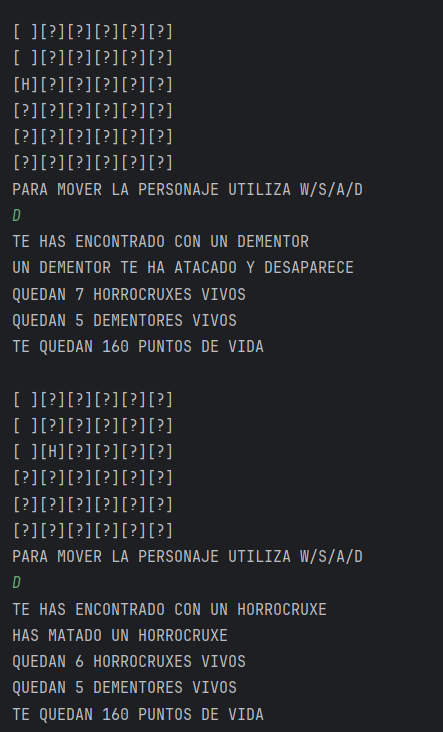 [ ][?][?][?][?][?]
[ ][?][?][?][?][?]
[H][?][?][?][?][?]
[?][?][?][?][?][?]
[?][?][?][?][?][?]
[?][?][?][?][?][?]
PARA MOVER LA PERSONAJE UTILIZA W/S/A/D
D
TE HAS ENCONTRADO CON UN DEMENTOR
UN DEMENTOR TE HA ATACADO Y DESAPARECE
QUEDAN 7 HORROCRUXES VIVOS
QUEDAN 5 DEMENTORES VIVOS
TE QUEDAN 160 PUNTOS DE VIDA
[ ][?][?][?][?][?]
[ ][?][?][?][?][?]
[ ][H][?][?][?][?]
[?][?][?][?][?][?]
[?][?][?][?][?][?]
[?][?][?][?][?][?]
PARA MOVER LA PERSONAJE UTILIZA W/S/A/D
D
TE HAS ENCONTRADO CON UN HORROCRUXE
HAS MATADO UN HORROCRUXE
QUEDAN 6 HORROCRUXES VIVOS
QUEDAN 5 DEMENTORES VIVOS
TE QUEDAN 160 PUNTOS DE VIDA